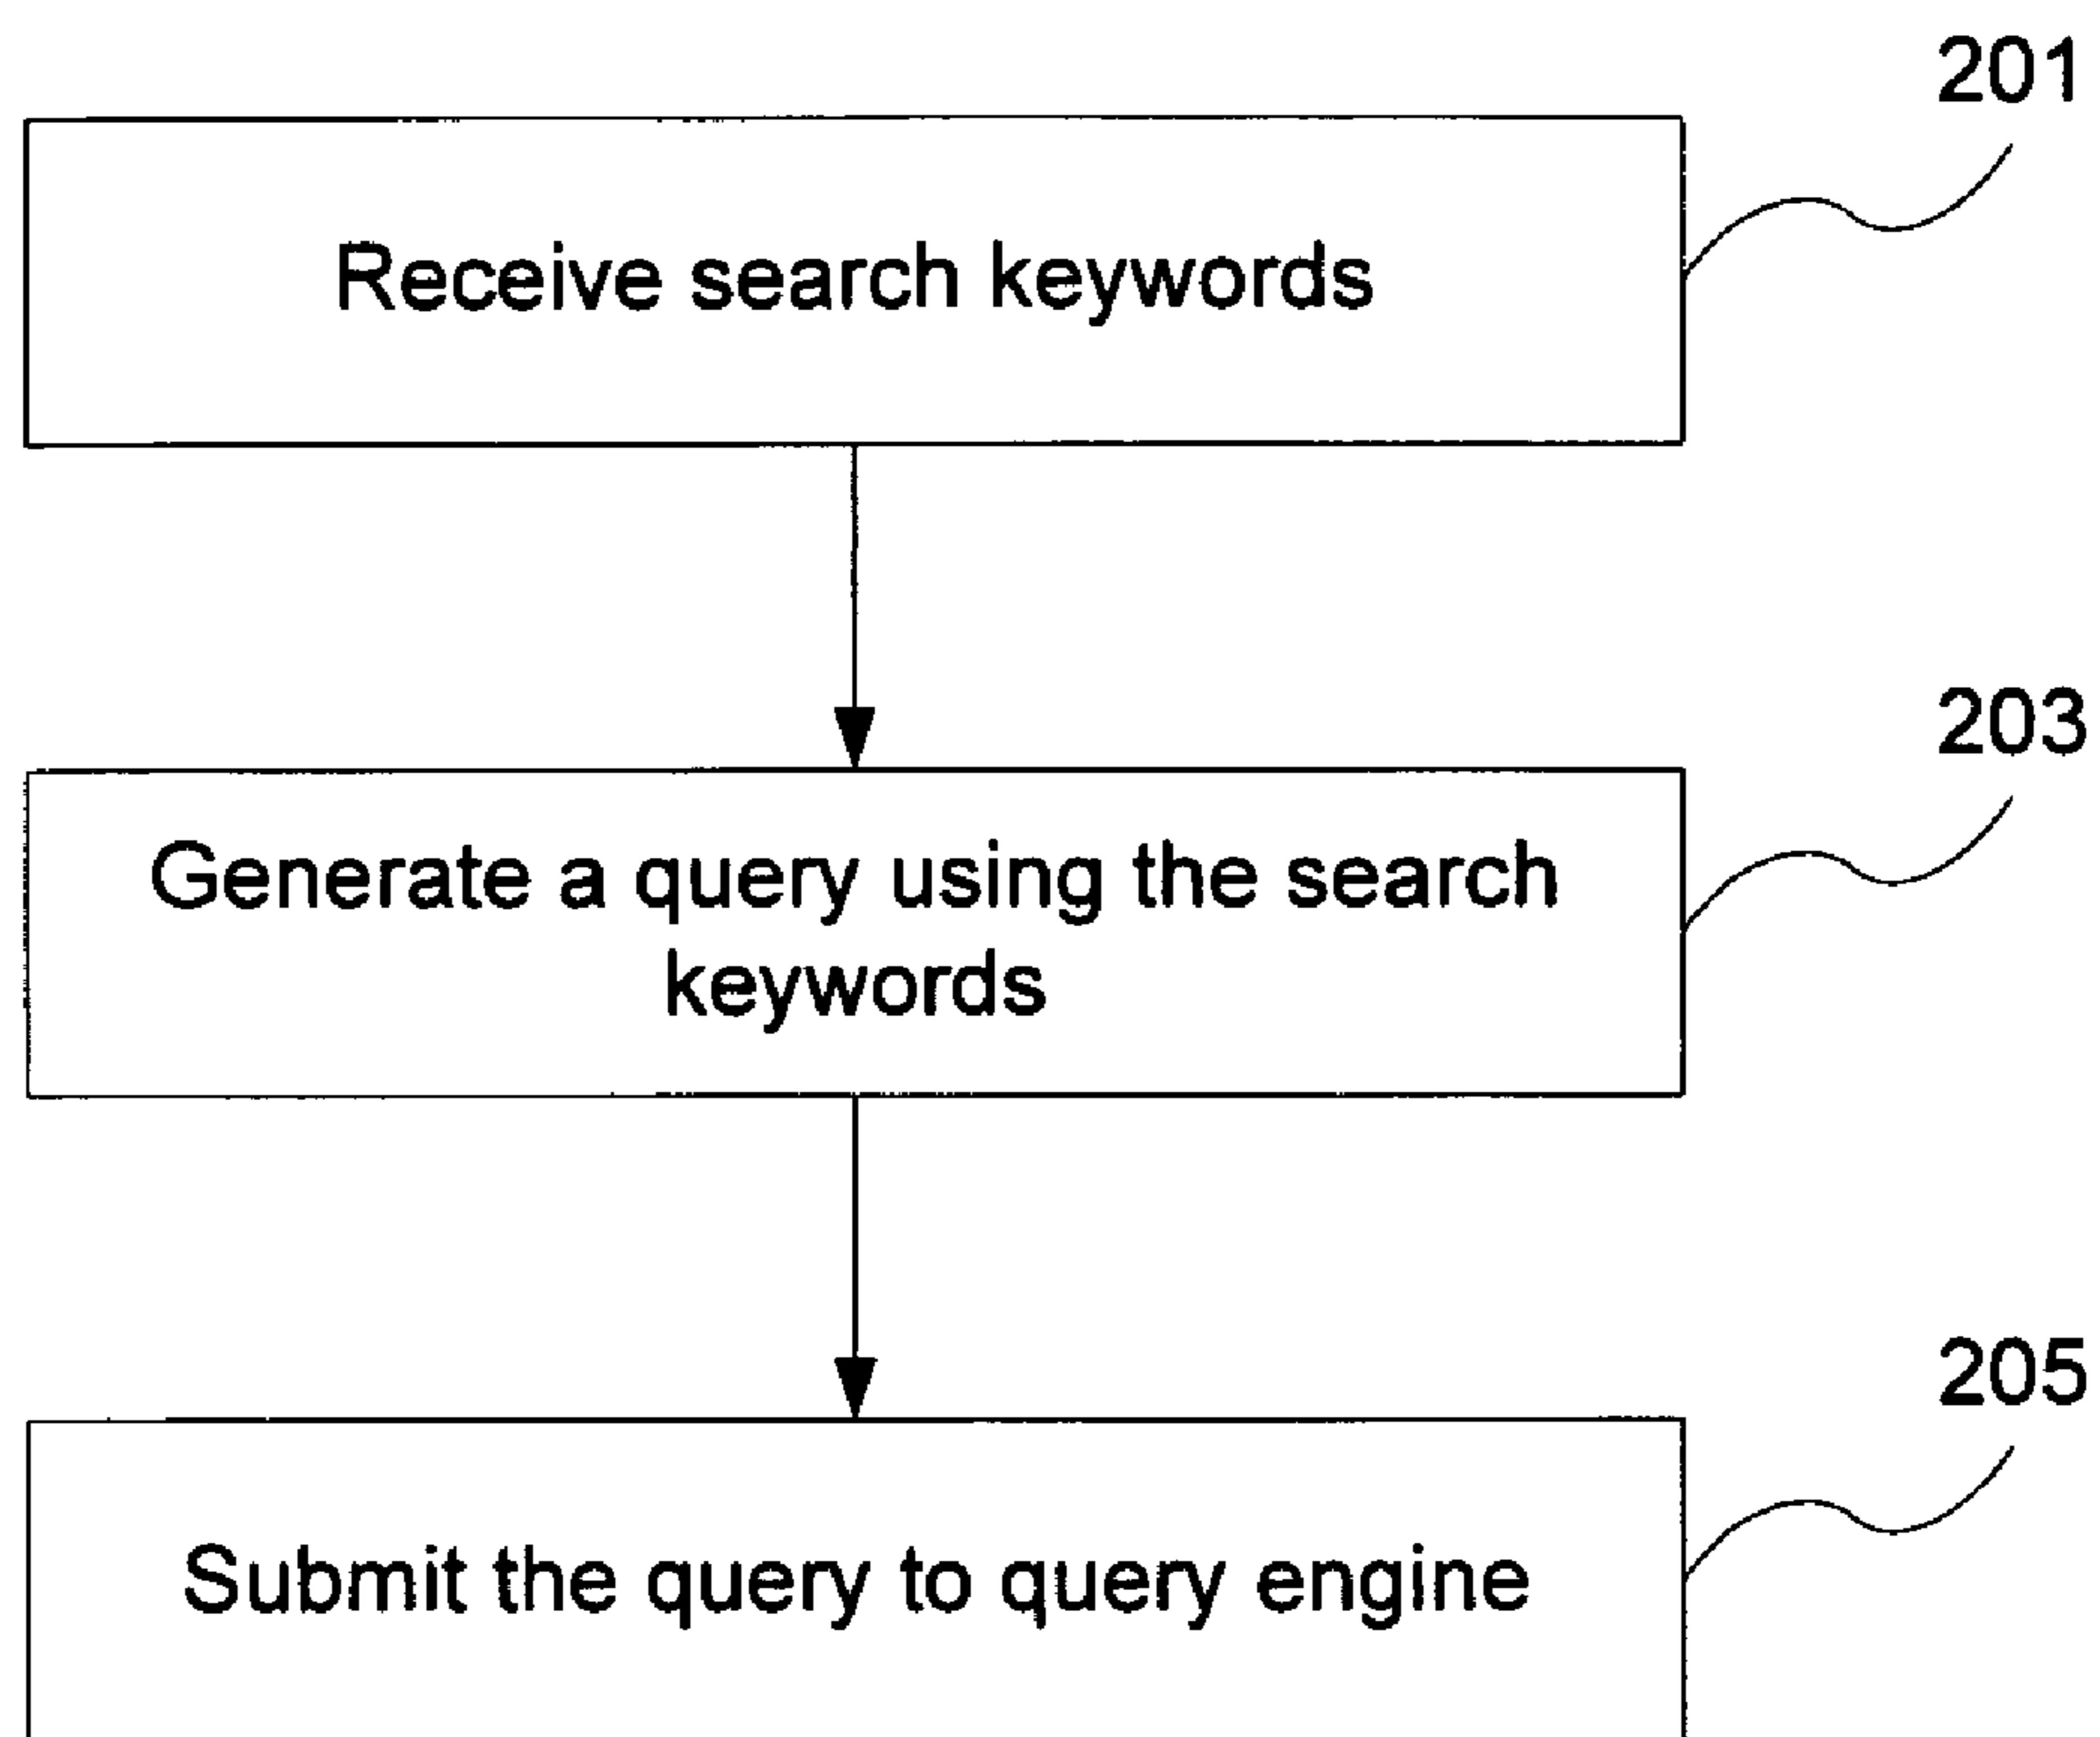 201
Receive search keywords
203
Generate a query using the search
keywords
205
Submit the query to query engine